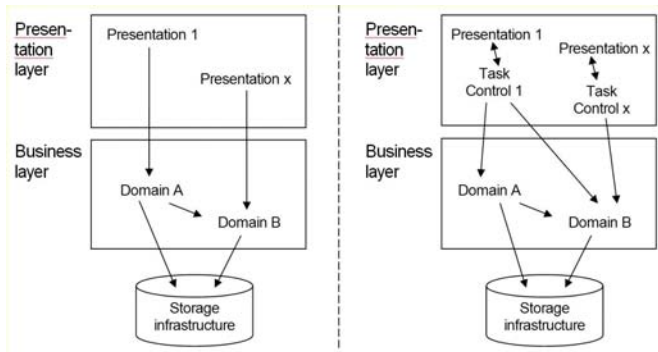 Presen-
tation
layer
Presentation 1
Presentation x
Business
layer
Domain A
Domain B
Storage
infrastructure
Presen-
tation
layer
Presentation 1
Presentation x
Task
Control 1
Task
Control x
Business
layer
Domain A
Domain B
Storage
infrastructure